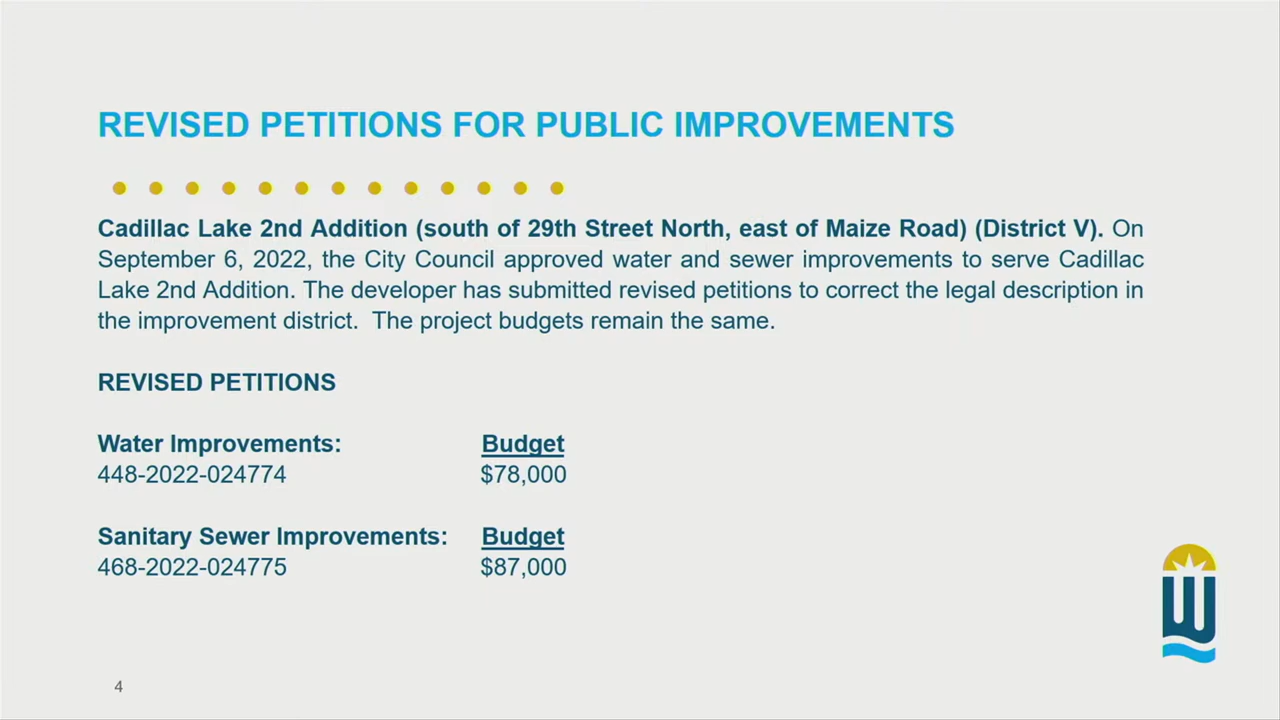 REVISED PETITIONS FOR PUBLIC IMPROVEMENTS
Cadillac Lake 2nd Addition (south of 29th Street North, east of Maize Road) (District V). On
September 6, 2022, the City Council approved water and sewer improvements to serve Cadillac
Lake 2nd Addition. The developer has submitted revised petitions to correct the legal description in
the improvement district.  The project budgets remain the same.
REVISED PETITIONS
Water Improvements: Budget
448-2022-024774 $78,000
Sanitary Sewer Improvements: Budget
468-2022-024775 $87,000
W
4